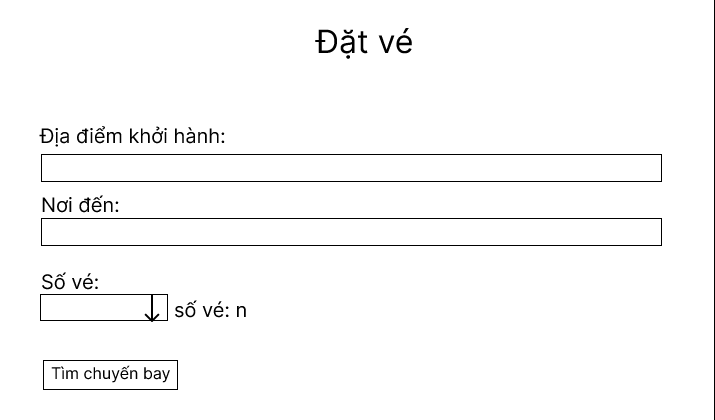 Đặt vé
Địa điểm khởi hành:
Nơi đến:
Số vé:
số vé: n
Tìm chuyến bay